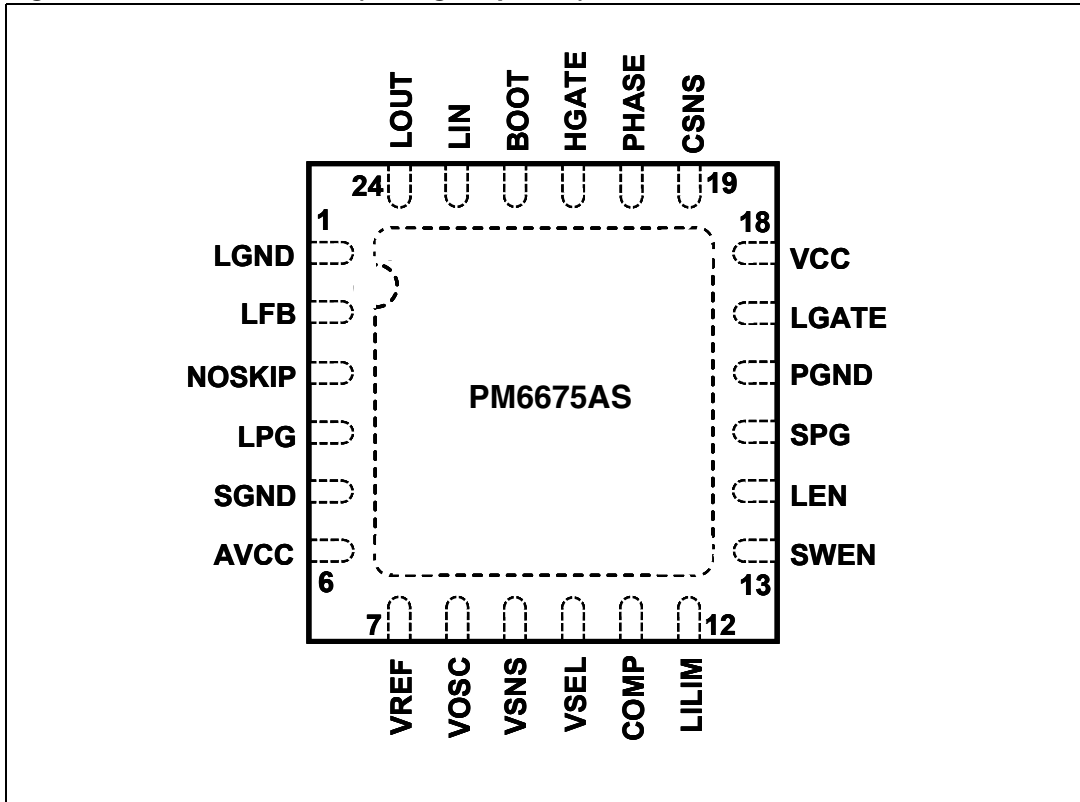 LOUT
LIN
BOOT
HGATE
PHASE
CSNS
24
19
1
18
LGND
VCC
LFB
LGATE
NOSKIP
PGND
PM6675AS
LPG
SPG
SGND
LEN
AVCC
SWEN
6
13
7
12
VREF
VOSC
VSNS
VSEL
COMP
LILIM